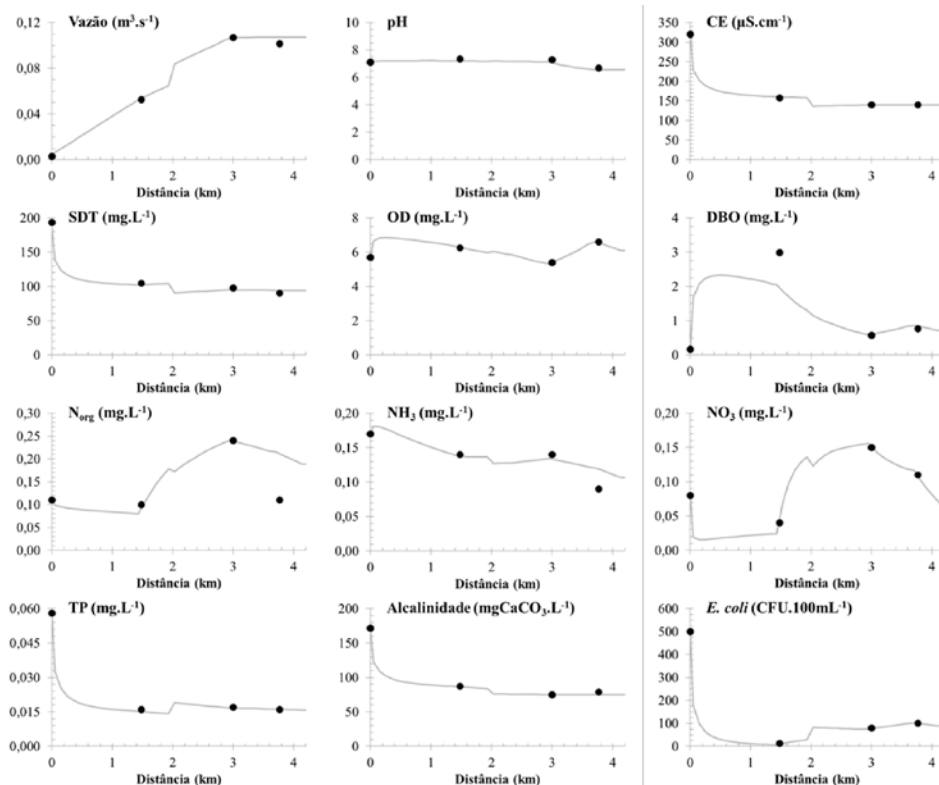 Vazão (m³.s⁻¹)
0,12
0,08
0,04
0,00
0 1 2 3 4
Distância (km)
pH
10
8
6
4
2
0
0 1 2 3 4
Distância (km)
CE (µS.cm⁻¹)
350
300
250
200
150
100
50
0
0 1 2 3 4
Distância (km)
SDT (mg.L⁻¹)
200
150
100
50
0
0 1 2 3 4
Distância (km)
OD (mg.L⁻¹)
8
6
4
2
0
0 1 2 3 4
Distância (km)
DBO (mg.L⁻¹)
4
3
2
1
0
0 1 2 3 4
Distância (km)
Norg (mg.L⁻¹)
0,30
0,25
0,20
0,15
0,10
0,05
0,00
0 1 2 3 4
Distância (km)
NH₃ (mg.L⁻¹)
0,20
0,15
0,10
0,05
0,00
0 1 2 3 4
Distância (km)
NO₃ (mg.L⁻¹)
0,20
0,15
0,10
0,05
0,00
0 1 2 3 4
Distância (km)
TP (mg.L⁻¹)
0,060
0,045
0,030
0,015
0,000
0 1 2 3 4
Distância (km)
Alcalinidade (mgCaCO₃.L⁻¹)
200
150
100
50
0
0 1 2 3 4
Distância (km)
E. coli (CFU.100mL⁻¹)
600
500
400
300
200
100
0
0 1 2 3 4
Distância (km)